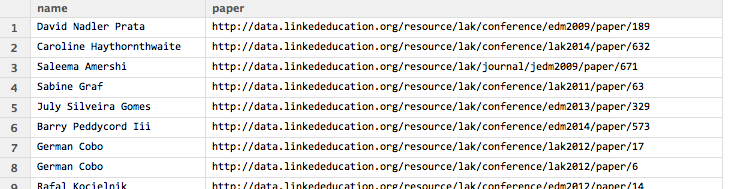 name paper
1 David Nadler Prata http://data.linkededucation.org/resource/lak/conference/edm2009/paper/189
2 Caroline Haythornthwaite http://data.linkededucation.org/resource/lak/conference/lak2014/paper/632
3 Saleema Amershi http://data.linkededucation.org/resource/lak/journal/jedm2009/paper/671
4 Sabine Graf http://data.linkededucation.org/resource/lak/conference/lak2011/paper/63
5 July Silveira Gomes http://data.linkededucation.org/resource/lak/conference/edm2013/paper/329
6 Barry Peddycord Iii http://data.linkededucation.org/resource/lak/conference/edm2014/paper/573
7 German Cobo http://data.linkededucation.org/resource/lak/conference/lak2012/paper/17
8 German Cobo http://data.linkededucation.org/resource/lak/conference/lak2012/paper/6
9 Rafal Kocielnik http://data.linkededucation.org/resource/lak/conference/edm2012/paper/14